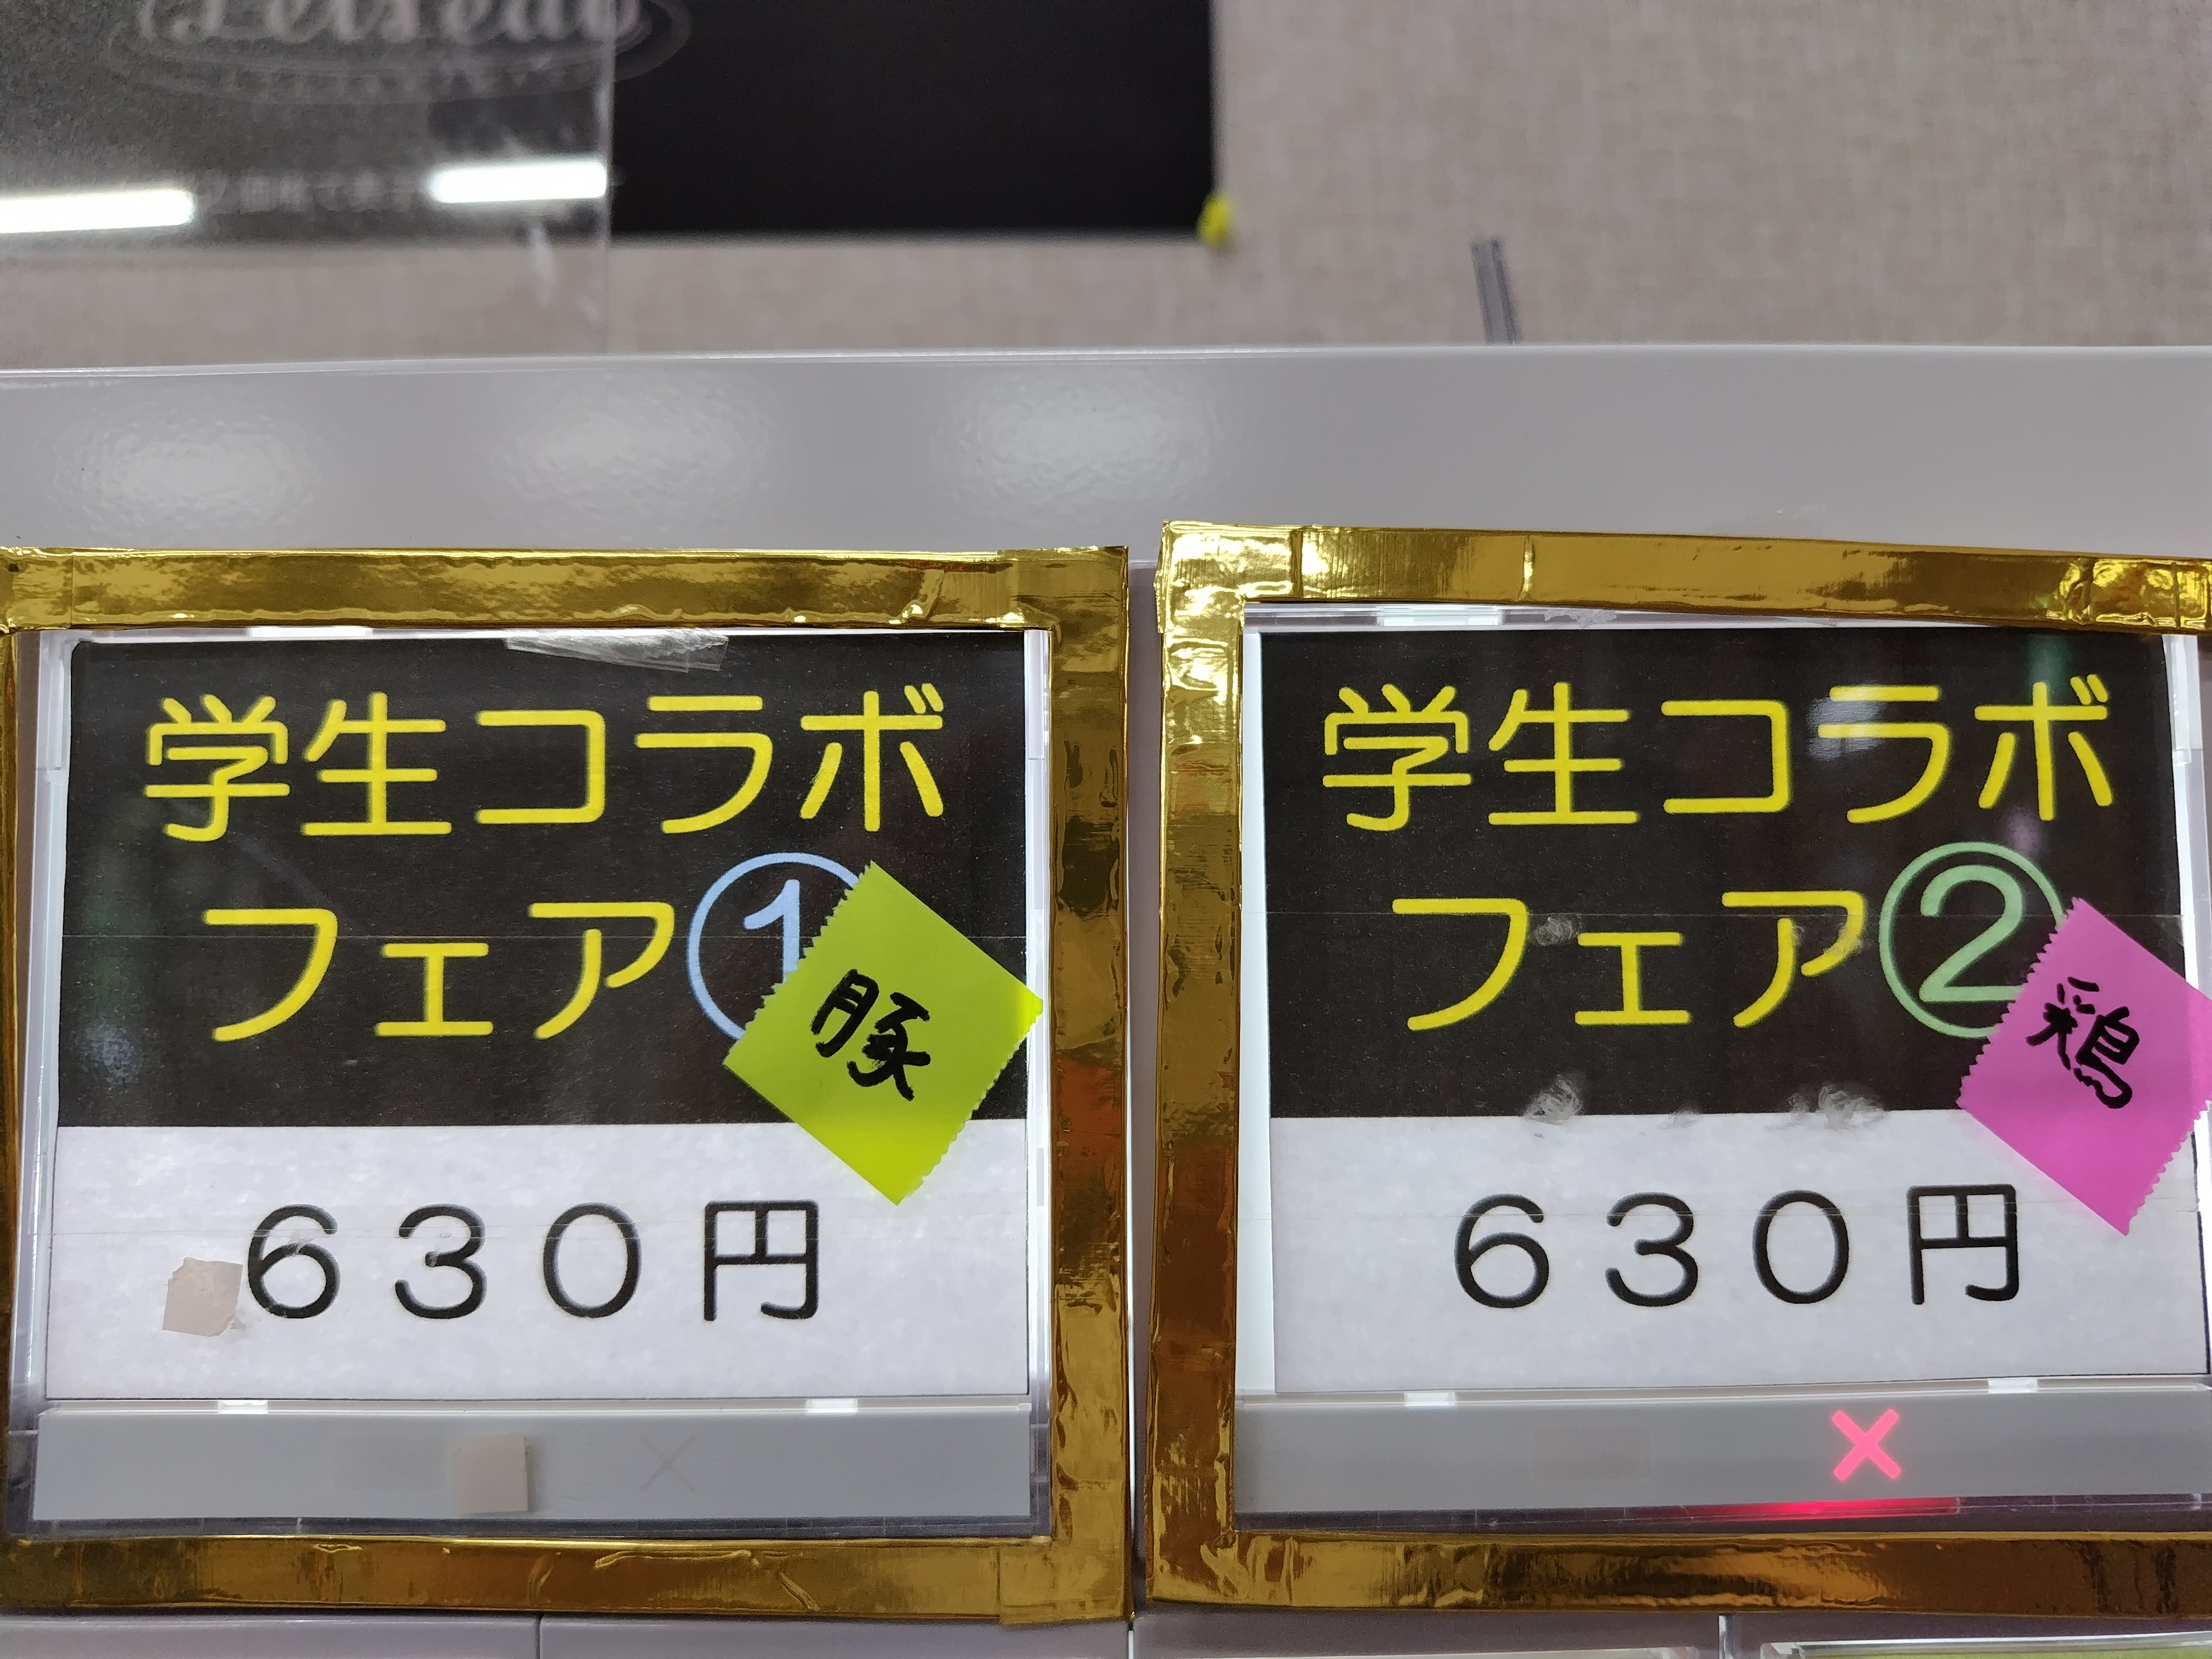 学生コラボ
フェア①
豚
630円
学生コラボ
フェア②
鶏
630円
×